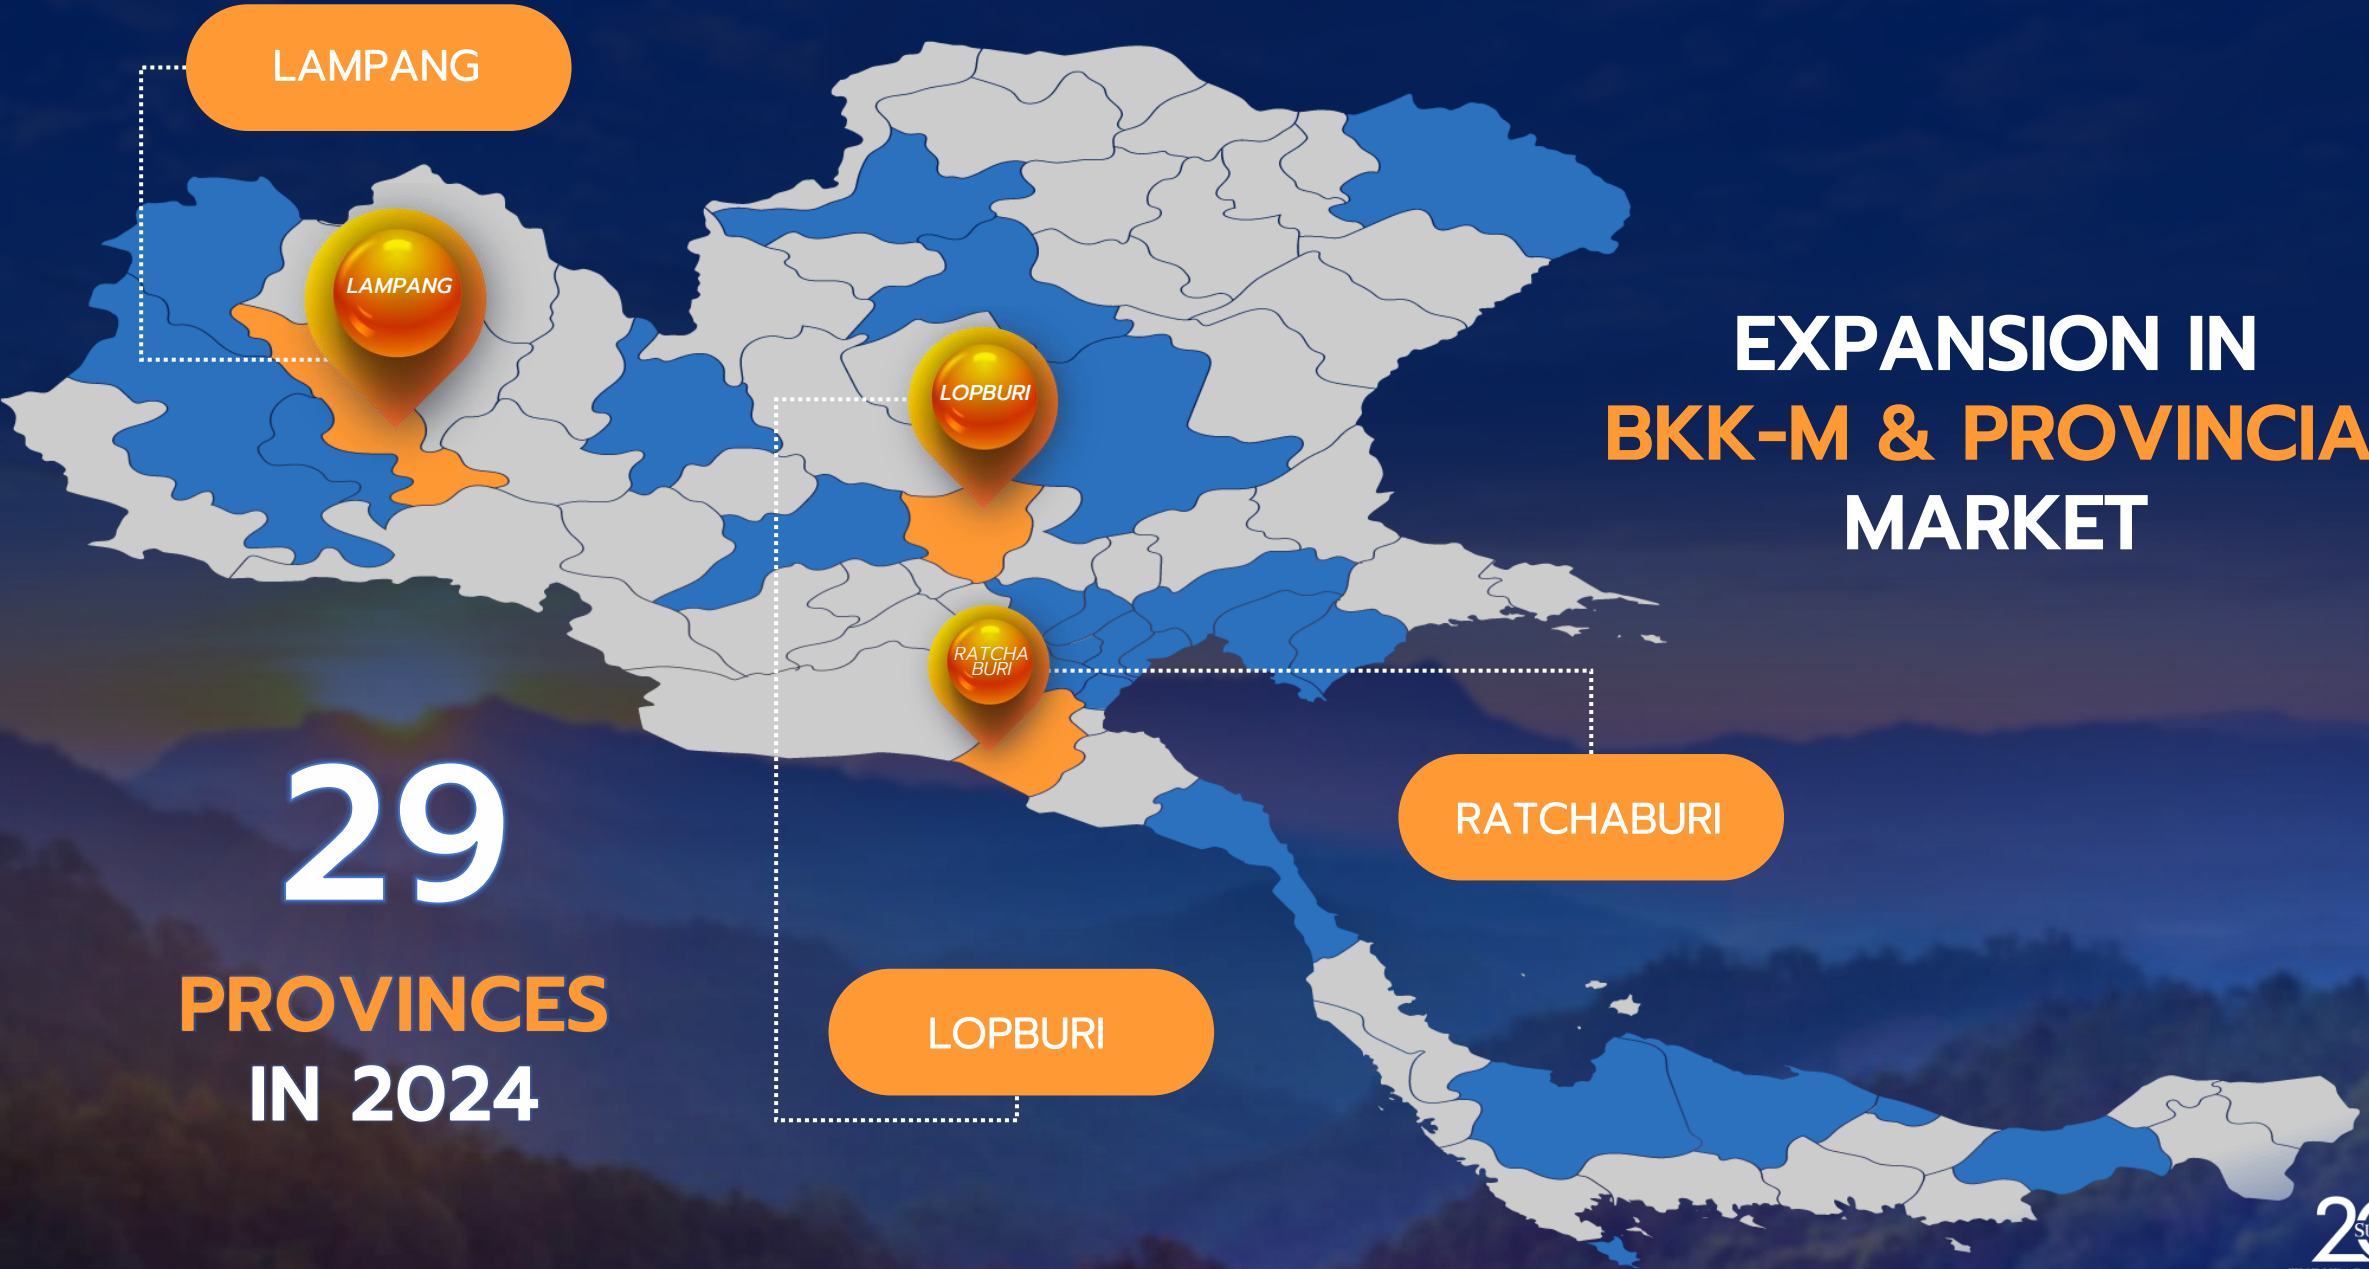 LAMPANG
LAMPANG
LOPBURI
EXPANSION IN
BKK-M & PROVINCIA
MARKET
RATCHA
BURI
29
PROVINCES
IN 2024
RATCHABURI
LOPBURI